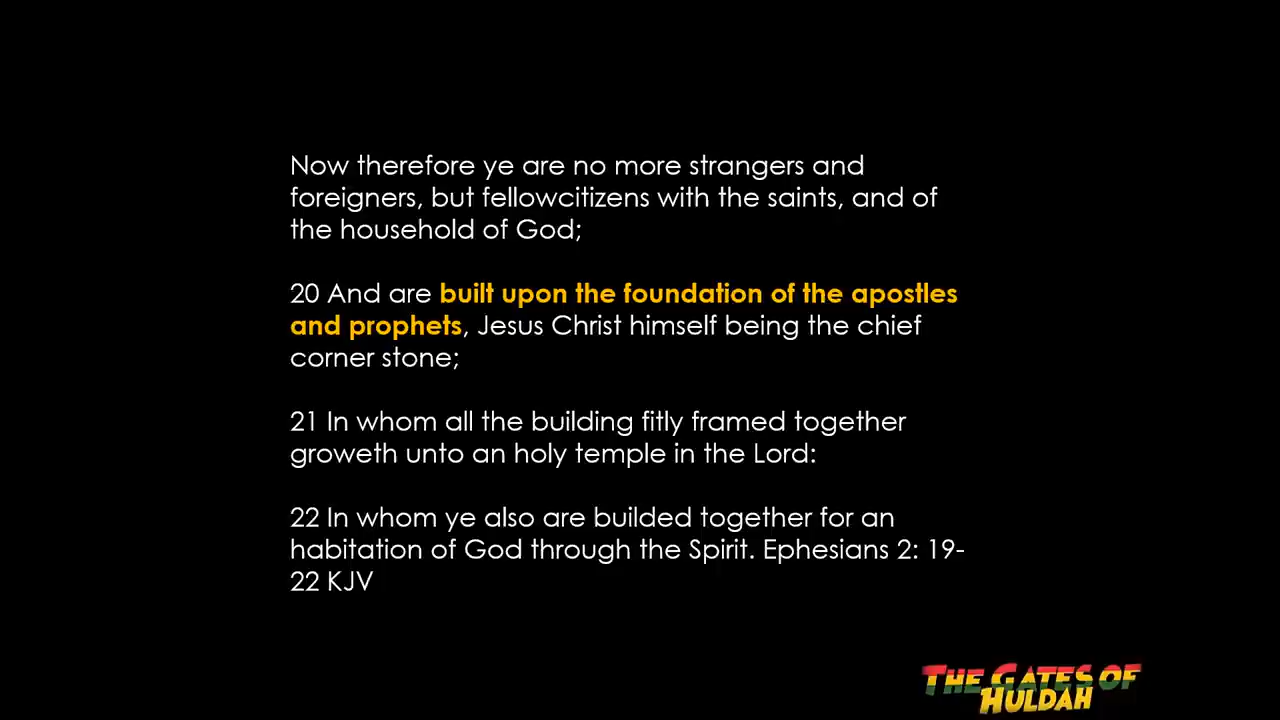 Now therefore ye are no more strangers and
foreigners, but fellowcitizens with the saints, and of
the household of God;
20 And are built upon the foundation of the apostles
and prophets, Jesus Christ himself being the chief
corner stone;
21 In whom all the building fitly framed together
groweth unto an holy temple in the Lord:
22 In whom ye also are builded together for an
habitation of God through the Spirit. Ephesians 2: 19-
22 KJV
THE GATES OF
HULDAH